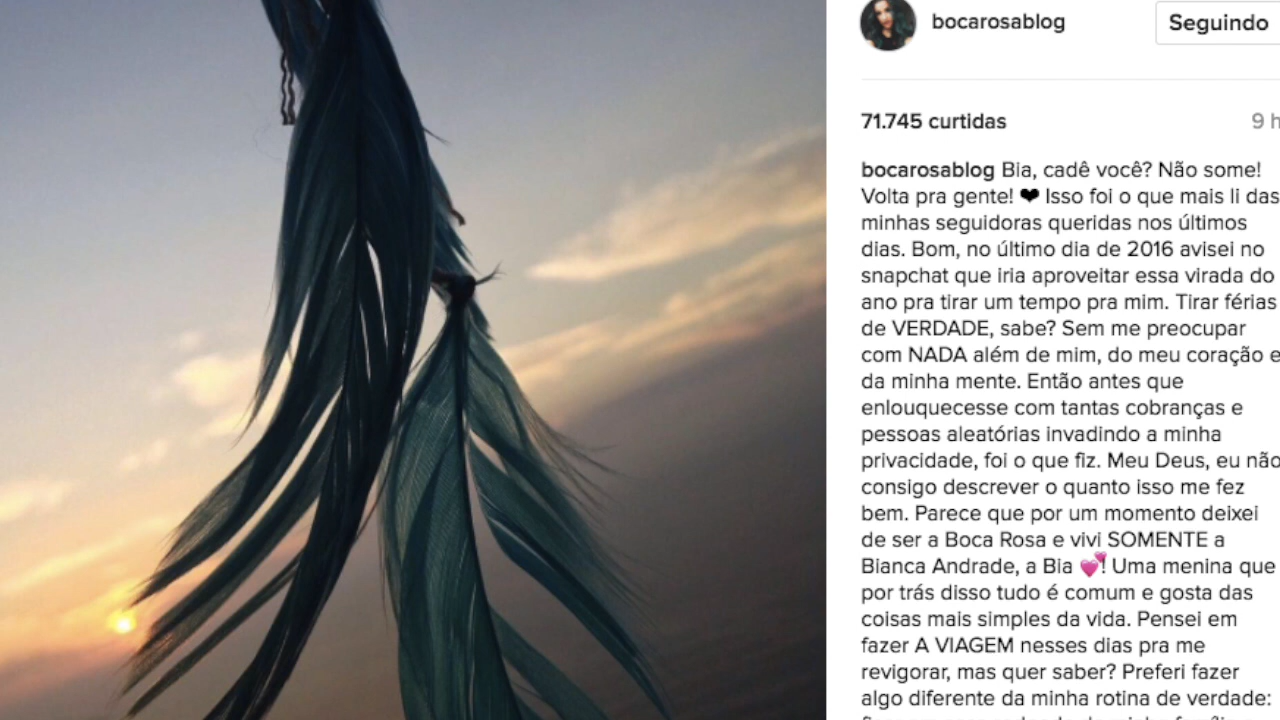 bocarosablog Seguindo
71.745 curtidas 9 h
bocarosablog Bia, cadê você? Não some!
Volta pra gente! ❤ Isso foi o que mais li das
minhas seguidoras queridas nos últimos
dias. Bom, no último dia de 2016 avisei no
snapchat que iria aproveitar essa virada do
ano pra tirar um tempo pra mim. Tirar férias
de VERDADE, sabe? Sem me preocupar
com NADA além de mim, do meu coração e
da minha mente. Então antes que
enlouquecesse com tantas cobranças e
pessoas aleatórias invadindo a minha
privacidade, foi o que fiz. Meu Deus, eu não
consigo descrever o quanto isso me fez
bem. Parece que por um momento deixei
de ser a Boca Rosa e vivi SOMENTE a
Bianca Andrade, a Bia 💕! Uma menina que
por trás disso tudo é comum e gosta das
coisas mais simples da vida. Pensei em
fazer A VIAGEM nesses dias pra me
revigorar, mas quer saber? Preferi fazer
algo diferente da minha rotina de verdade: